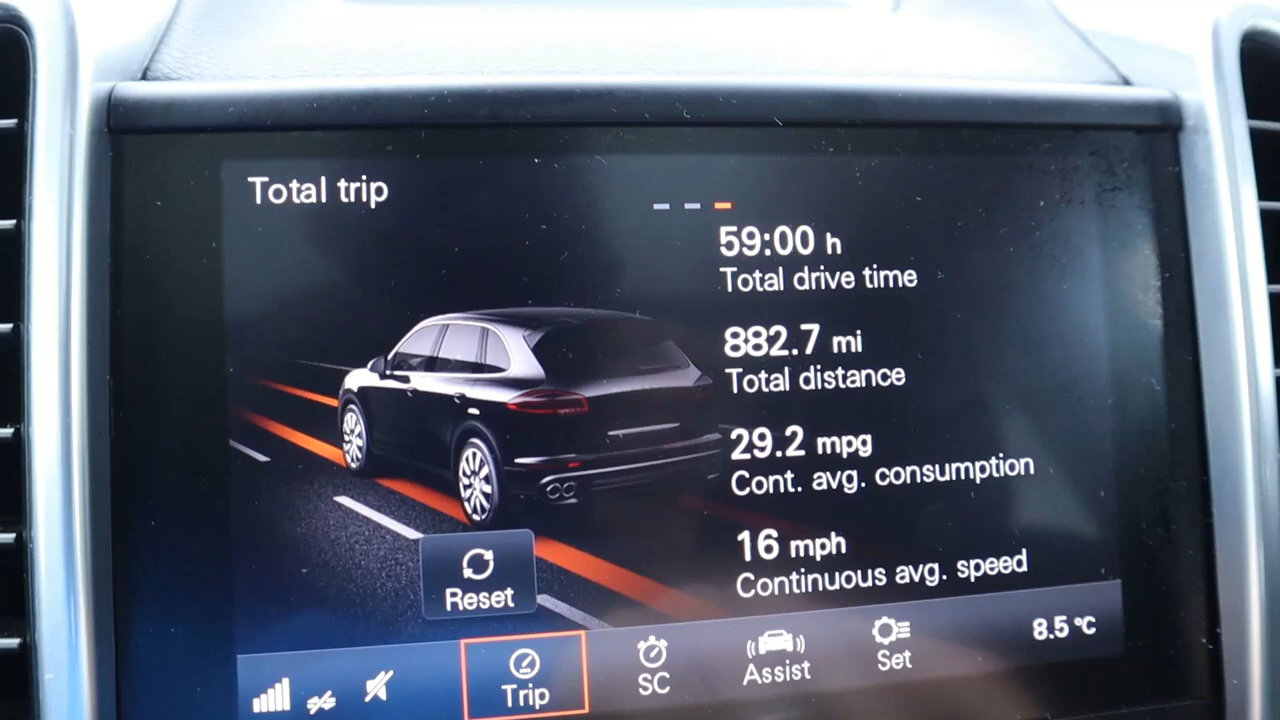 Total trip
59:00 h
Total drive time
882.7 mi
Total distance
29.2 mpg
Cont. avg. consumption
16 mph
Continuous avg. speed
Reset
Trip
SC
Assist
Set
8.5 °C